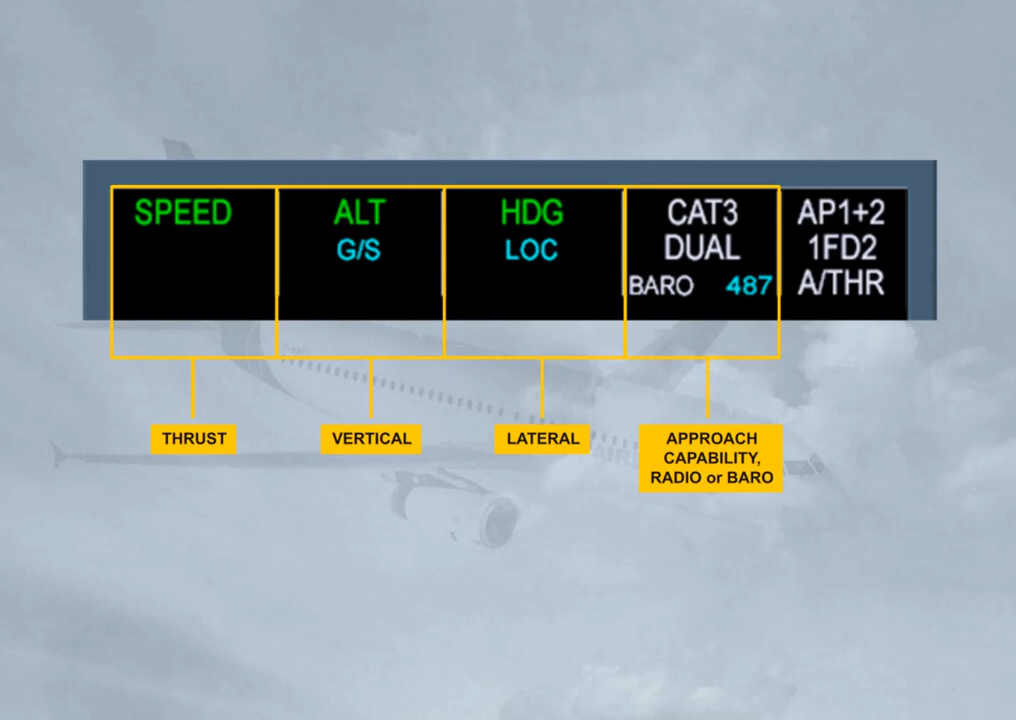 SPEED ALT HDG CAT3 AP1+2
G/S LOC DUAL 1FD2
BARO 487 A/THR
THRUST VERTICAL LATERAL APPROACH
CAPABILITY,
RADIO or BARO